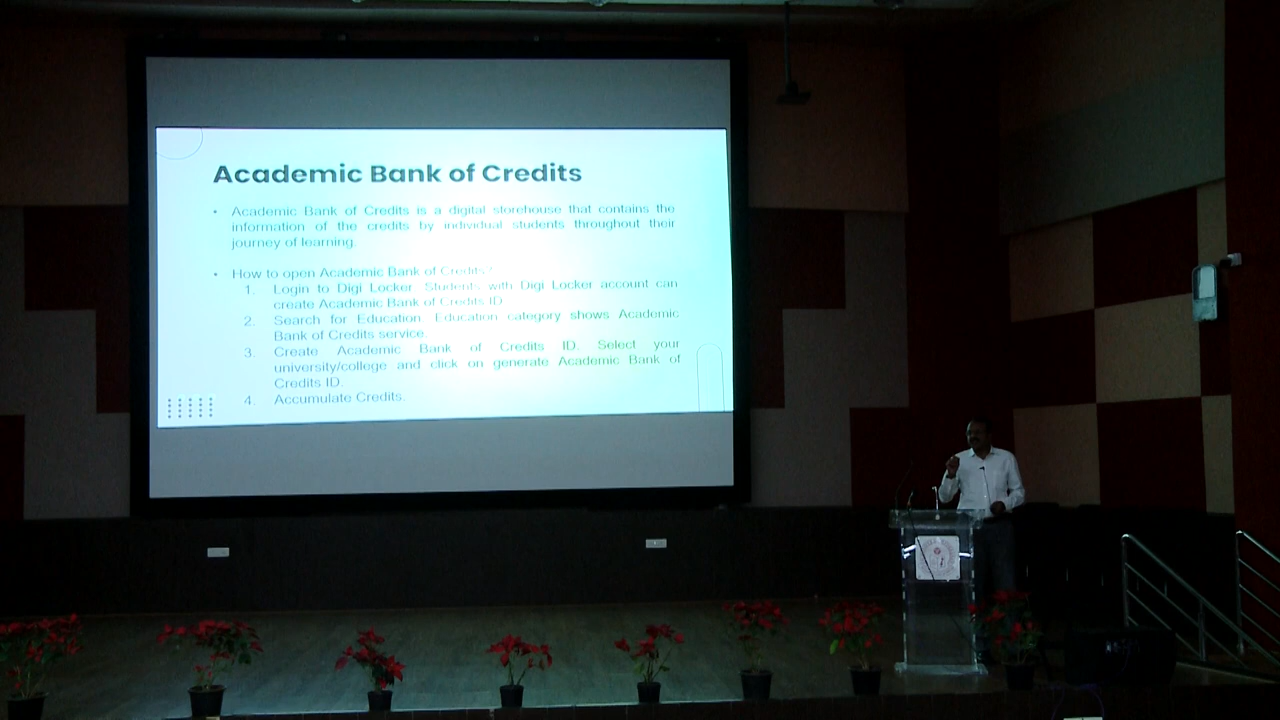 Academic Bank of Credits
• Academic Bank of Credits is a digital storehouse that contains the
information of the credits by individual students throughout their
journey of learning.
• How to open Academic Bank of Credits?
1. Login to Digi Locker. Students with Digi Locker account can
create Academic Bank of Credits ID
2. Search for Education. Education category shows Academic
Bank of Credits service.
3. Create Academic Bank of Credits ID. Select your
university/college and click on generate Academic Bank of
Credits ID.
4. Accumulate Credits.